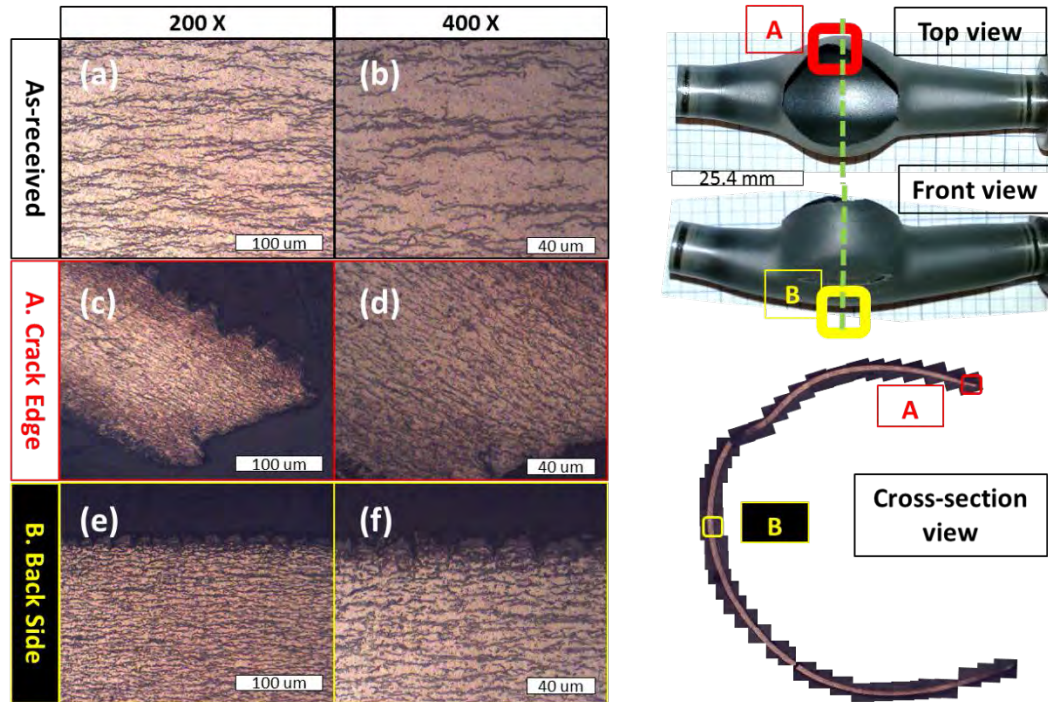 200 X
400 X
As-received
(a)
(b)
100 um
40 um
A. Crack Edge
(c)
(d)
100 um
40 um
B. Back Side
(e)
(f)
100 um
40 um
A
Top view
25.4 mm
Front view
B
A
B
Cross-section
view